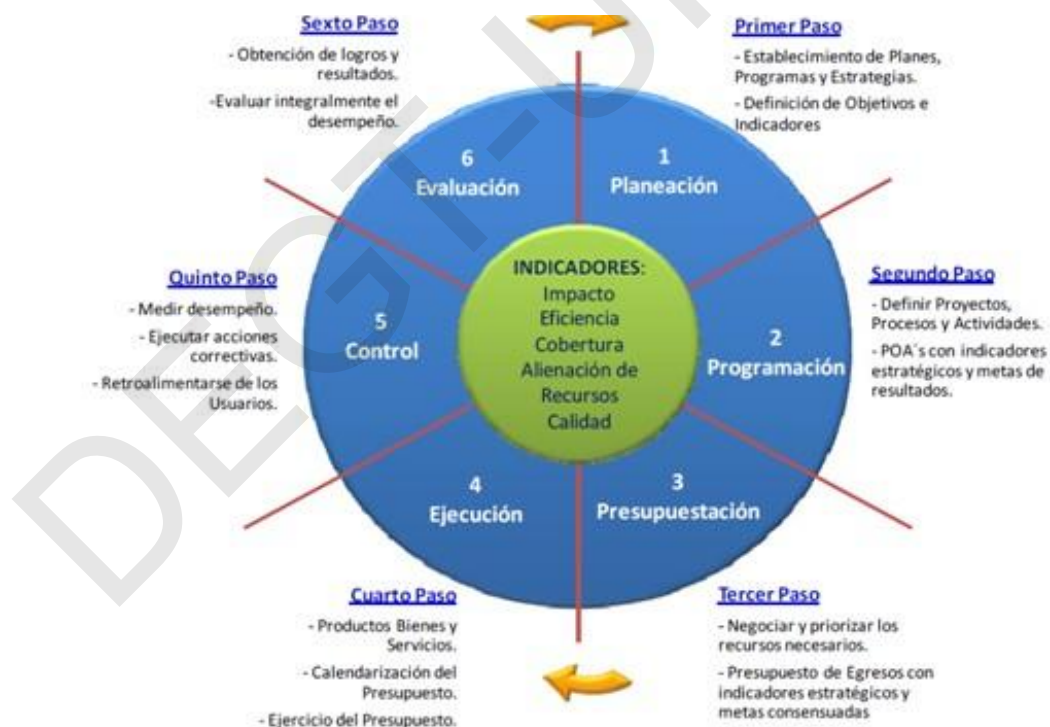 Sexto Paso
- Obtención de logros y
resultados.
-Evaluar integralmente el
desempeño.
Primer Paso
- Establecimiento de Planes,
Programas y Estrategias.
- Definición de Objetivos e
Indicadores
6
Evaluación
1
Planeación
Quinto Paso
- Medir desempeño.
- Ejecutar acciones
correctivas.
- Retroalimentarse de los
Usuarios.
5
Control
INDICADORES:
Impacto
Eficiencia
Cobertura
Alienación de
Recursos
Calidad
2
Programación
Segundo Paso
- Definir Proyectos,
Procesos y Actividades.
- POA´s con indicadores
estratégicos y metas de
resultados.
4
Ejecución
3
Presupuestación
Cuarto Paso
- Productos Bienes y
Servicios.
- Calendarización del
Presupuesto.
- Ejercicio del Presupuesto.
Tercer Paso
- Negociar y priorizar los
recursos necesarios.
- Presupuesto de Egresos con
indicadores estratégicos y
metas consensuadas